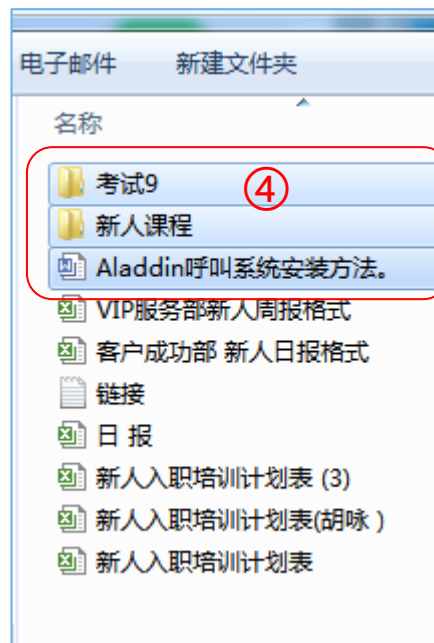 电子邮件 新建文件夹
名称
考试9 ④
新人课程
Aladdin呼叫系统安装方法。
VIP服务部新人周报格式
客户成功部 新人日报格式
链接
日 报
新人入职培训计划表 (3)
新人入职培训计划表(胡咏 )
新人入职培训计划表